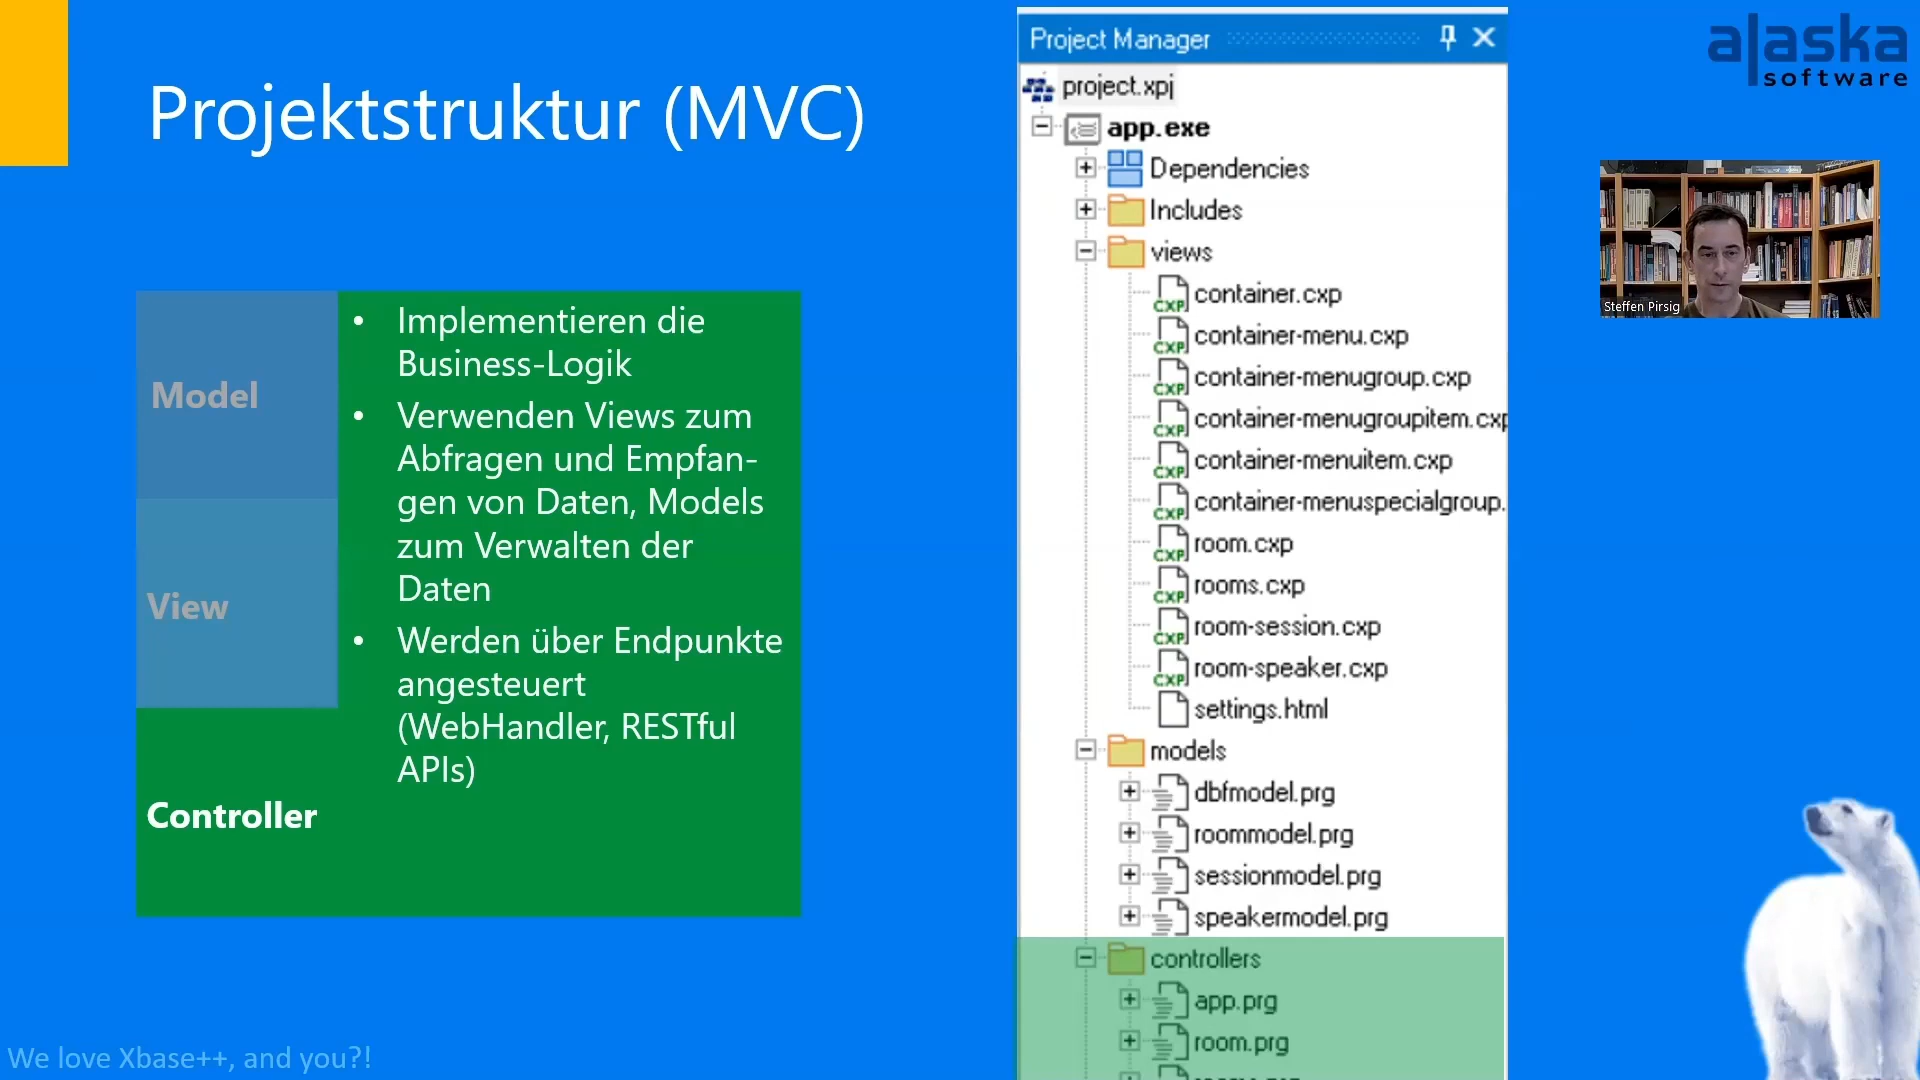 Projektstruktur (MVC)
Model
View
Controller
• Implementieren die
Business-Logik
• Verwenden Views zum
Abfragen und Empfan-
gen von Daten, Models
zum Verwalten der
Daten
• Werden über Endpunkte
angesteuert
(WebHandler, RESTful
APIs)
We love Xbase++, and you?!
Project Manager
project.xpj
app.exe
Dependencies
Includes
views
container.cxp
container-menu.cxp
container-menugroup.cxp
container-menugroupitem.cxp
container-menuitem.cxp
container-menuspecialgroup.
room.cxp
rooms.cxp
room-session.cxp
room-speaker.cxp
settings.html
models
dbfmodel.prg
roommodel.prg
sessionmodel.prg
speakermodel.prg
controllers
app.prg
room.prg
alaska
software
Steffen Pirsig